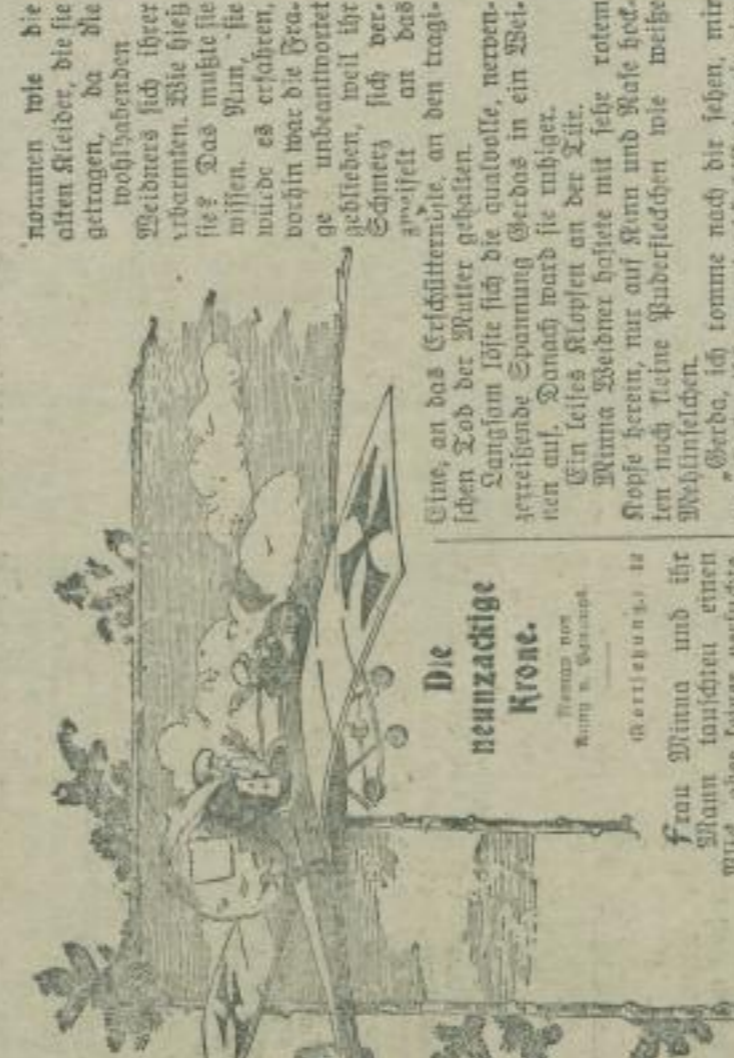 Die
neunzackige
Krone.
Roman von
(Fortsetzung.)
Frau Minna und ihr
Mann tauschten einen
nommen wie die
alten Kleider, die sie
getragen, da die
wohlhabenden
Weidners sich ihrer
erbarmten. Wie hieß
sie? Das mußte sie
wissen. Nun, sie
würde es erfahren,
vorhin war die Fra-
ge unbeantwortet
geblieben, weil ihr
Schmerz sich ver-
zweifelt an das
Eine, an das Erschütterndste, an den tragi-
schen Tod der Mutter gehalten.
Langsam löste sich die qualvolle, nerven-
zerreißende Spannung Gerdas in ein Wei-
nen auf. Danach ward sie ruhiger.
Ein leises Klopfen an der Tür.
Minna Weidner hastete mit sehr rotem
Kopfe herein, nur auf Kinn und Nase hock-
ten noch kleine Puderfleckchen wie weiße
Mehlinselchen.
„Gerda, ich komme nach dir sehen, mir